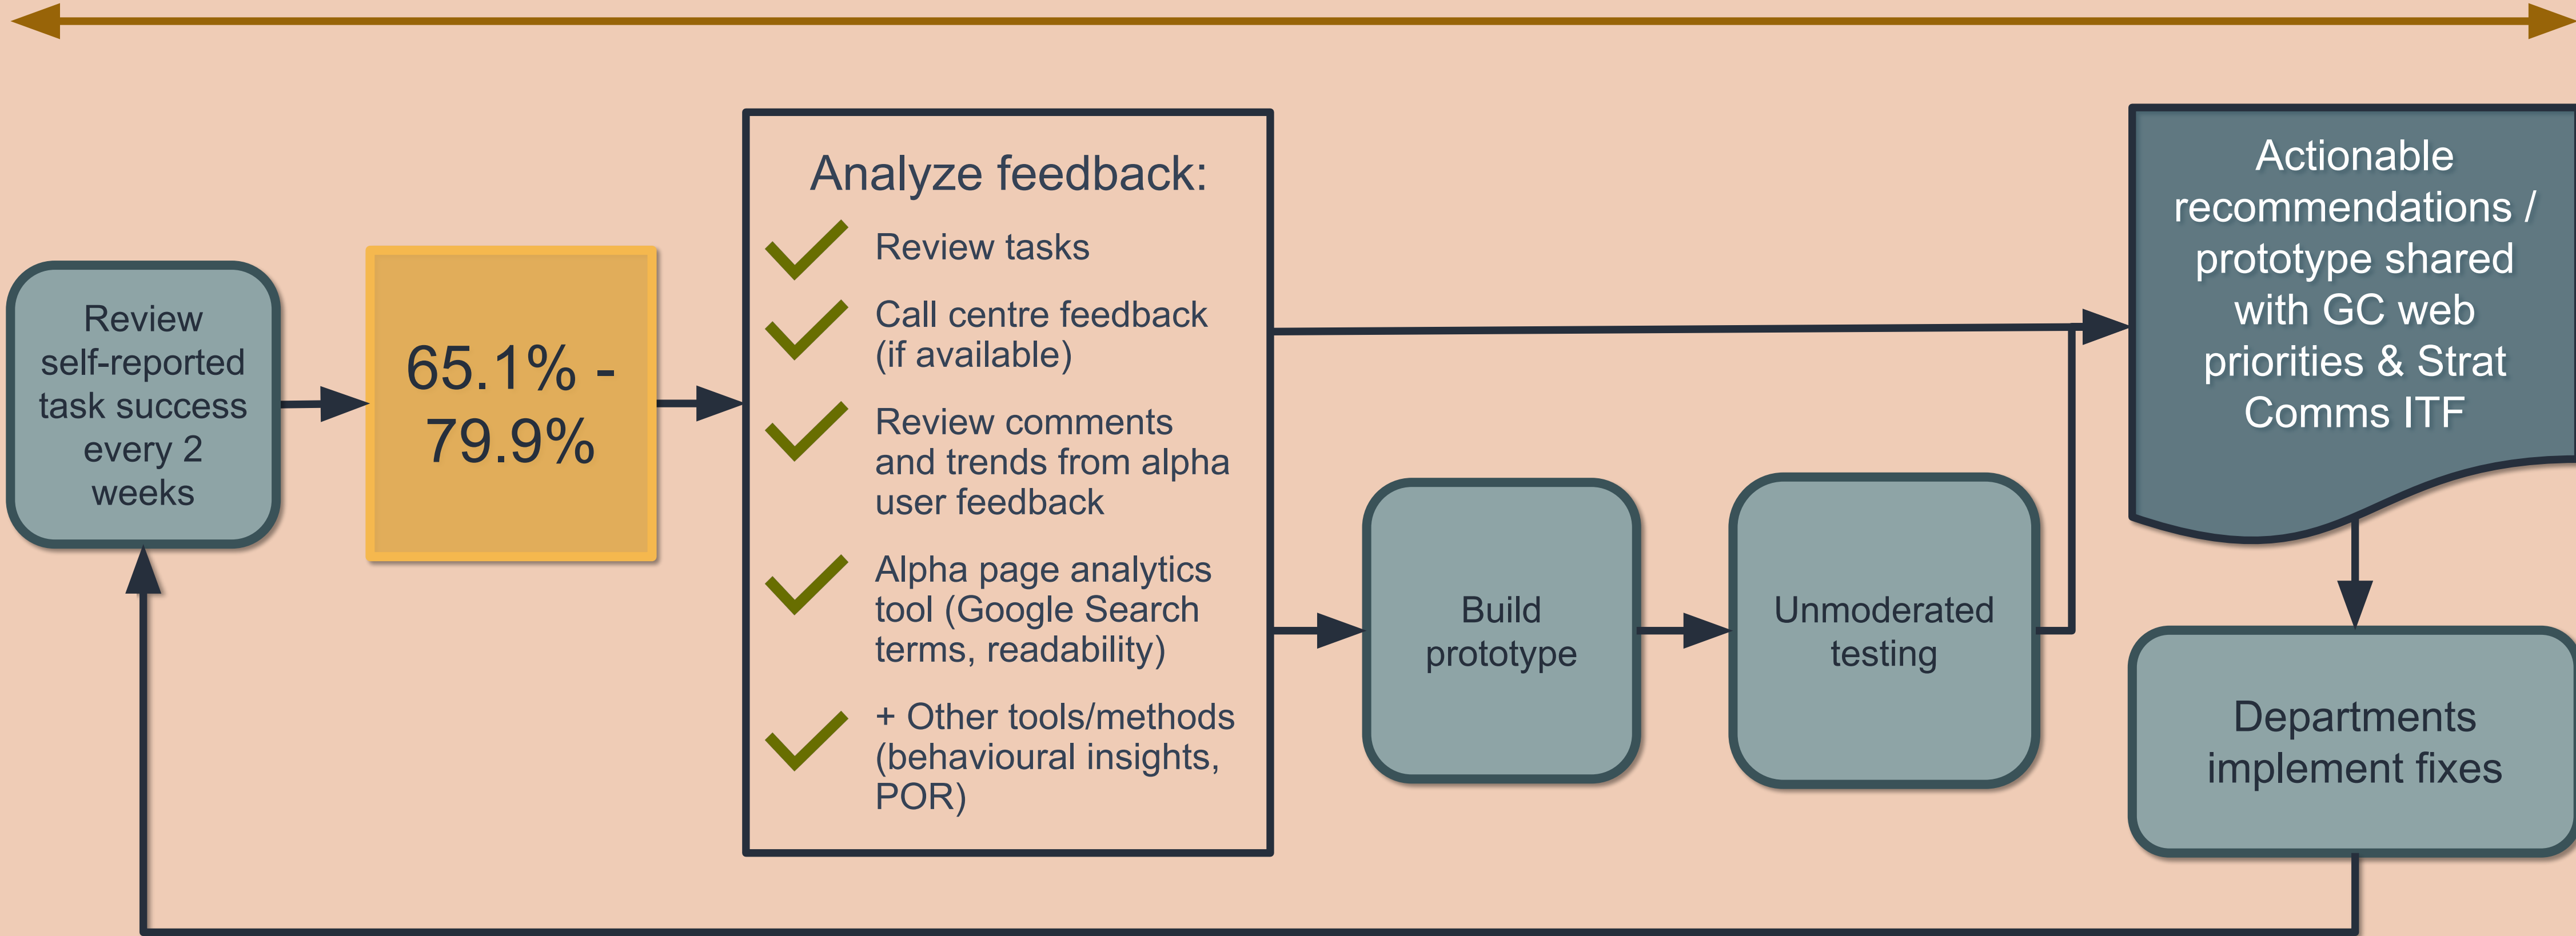 Review
self-reported
task success
every 2
weeks
65.1% -
79.9%
Analyze feedback:
Review tasks
Call centre feedback
(if available)
Review comments
and trends from alpha
user feedback
Alpha page analytics
tool (Google Search
terms, readability)
+ Other tools/methods
(behavioural insights,
POR)
Build
prototype
Unmoderated
testing
Actionable
recommendations /
prototype shared
with GC web
priorities & Strat
Comms ITF
Departments
implement fixes